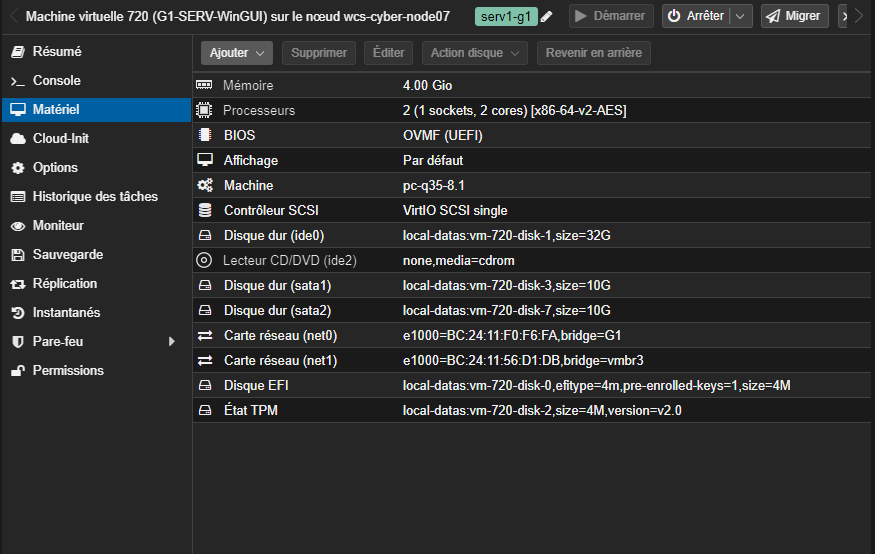 Machine virtuelle 720 (G1-SERV-WinGUI) sur le nœud wcs-cyber-node07 serv1-g1 Démarrer Arrêter Migrer
Résumé
Console
Matériel
Cloud-Init
Options
Historique des tâches
Moniteur
Sauvegarde
Réplication
Instantanés
Pare-feu
Permissions
Ajouter Supprimer Éditer Action disque Revenir en arrière
Mémoire 4.00 Gio
Processeurs 2 (1 sockets, 2 cores) [x86-64-v2-AES]
BIOS OVMF (UEFI)
Affichage Par défaut
Machine pc-q35-8.1
Contrôleur SCSI VirtIO SCSI single
Disque dur (ide0) local-datas:vm-720-disk-1,size=32G
Lecteur CD/DVD (ide2) none,media=cdrom
Disque dur (sata1) local-datas:vm-720-disk-3,size=10G
Disque dur (sata2) local-datas:vm-720-disk-7,size=10G
Carte réseau (net0) e1000=BC:24:11:F0:F6:FA,bridge=G1
Carte réseau (net1) e1000=BC:24:11:56:D1:DB,bridge=vmbr3
Disque EFI local-datas:vm-720-disk-0,efitype=4m,pre-enrolled-keys=1,size=4M
État TPM local-datas:vm-720-disk-2,size=4M,version=v2.0